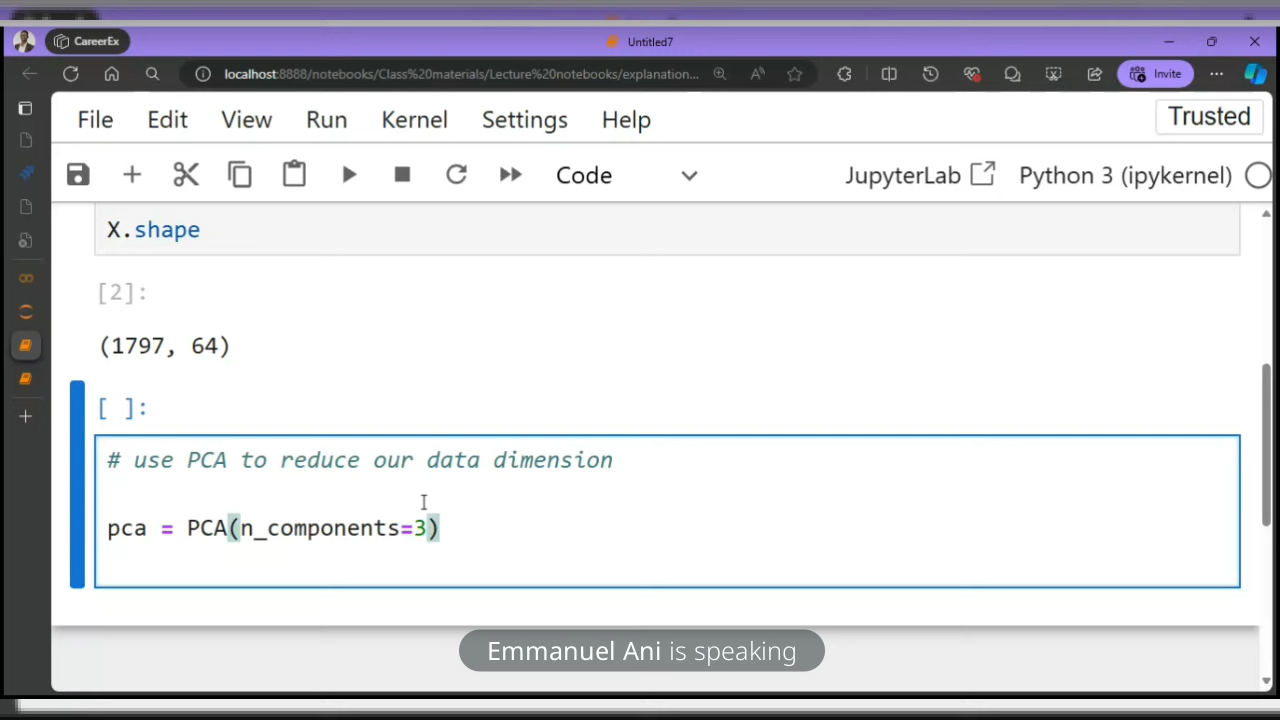 CareerEx
Untitled7
localhost:8888/notebooks/Class%20materials/Lecture%20notebooks/explanation...
Invite
File Edit View Run Kernel Settings Help
Trusted
Code
JupyterLab
Python 3 (ipykernel)
X.shape
[2]:
(1797, 64)
[ ]:
# use PCA to reduce our data dimension
pca = PCA(n_components=3)
Emmanuel Ani is speaking